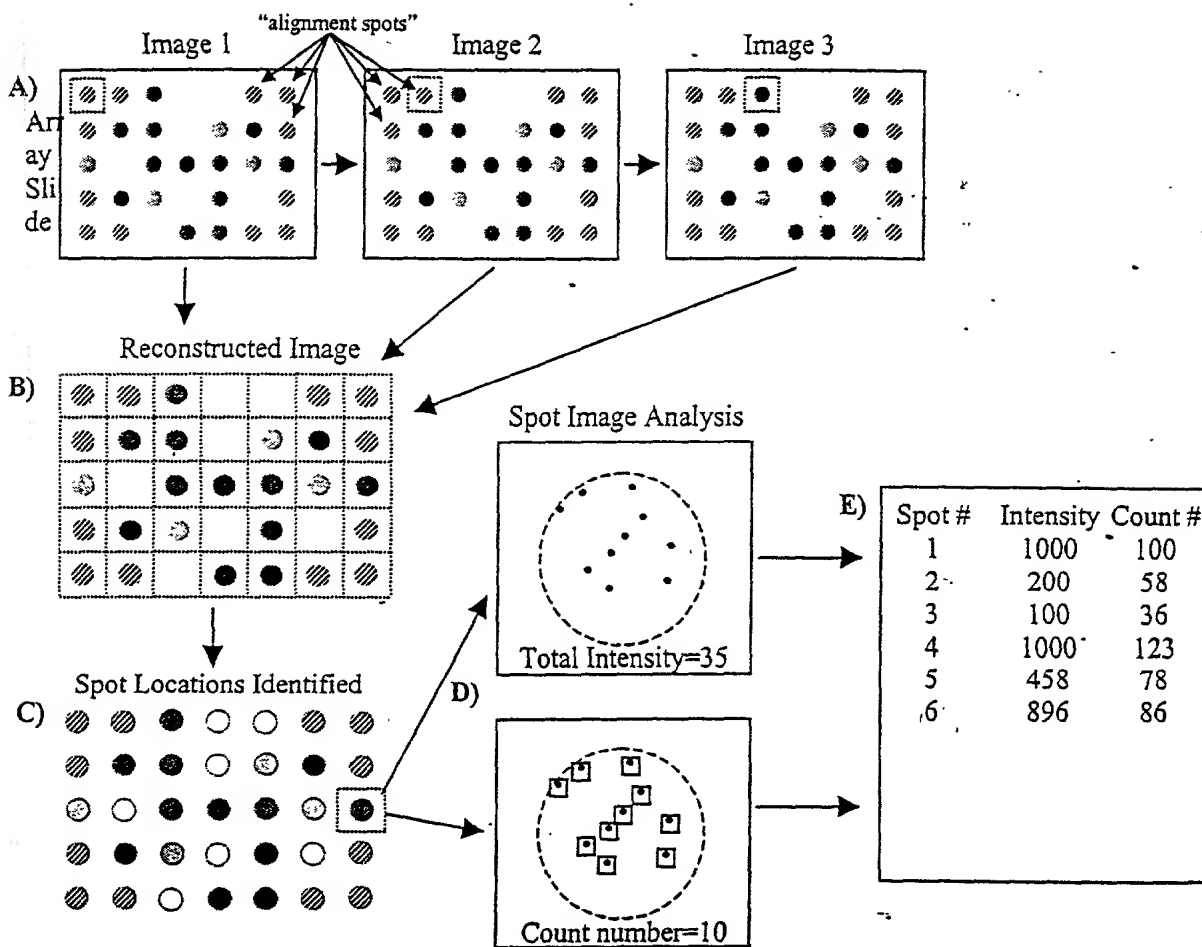 "alignment spots"
Image 1
Image 2
Image 3
A)
Arr
ay
Sli
de
Reconstructed Image
B)
Spot Image Analysis
Total Intensity=35
Spot Locations Identified
C)
D)
Count number=10
E)
Spot # Intensity Count #
1 1000 100
2 200 58
3 100 36
4 1000 123
5 458 78
6 896 86